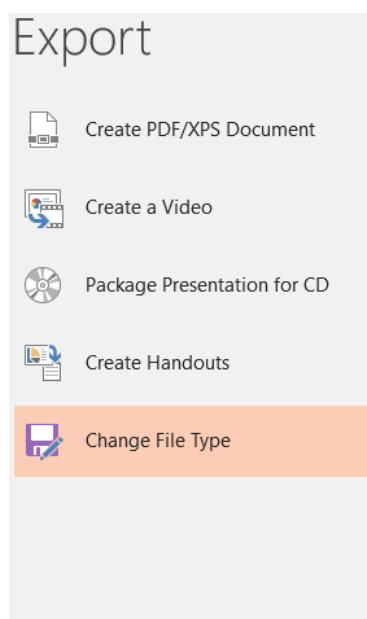 Export
Create PDF/XPS Document
Create a Video
Package Presentation for CD
Create Handouts
Change File Type